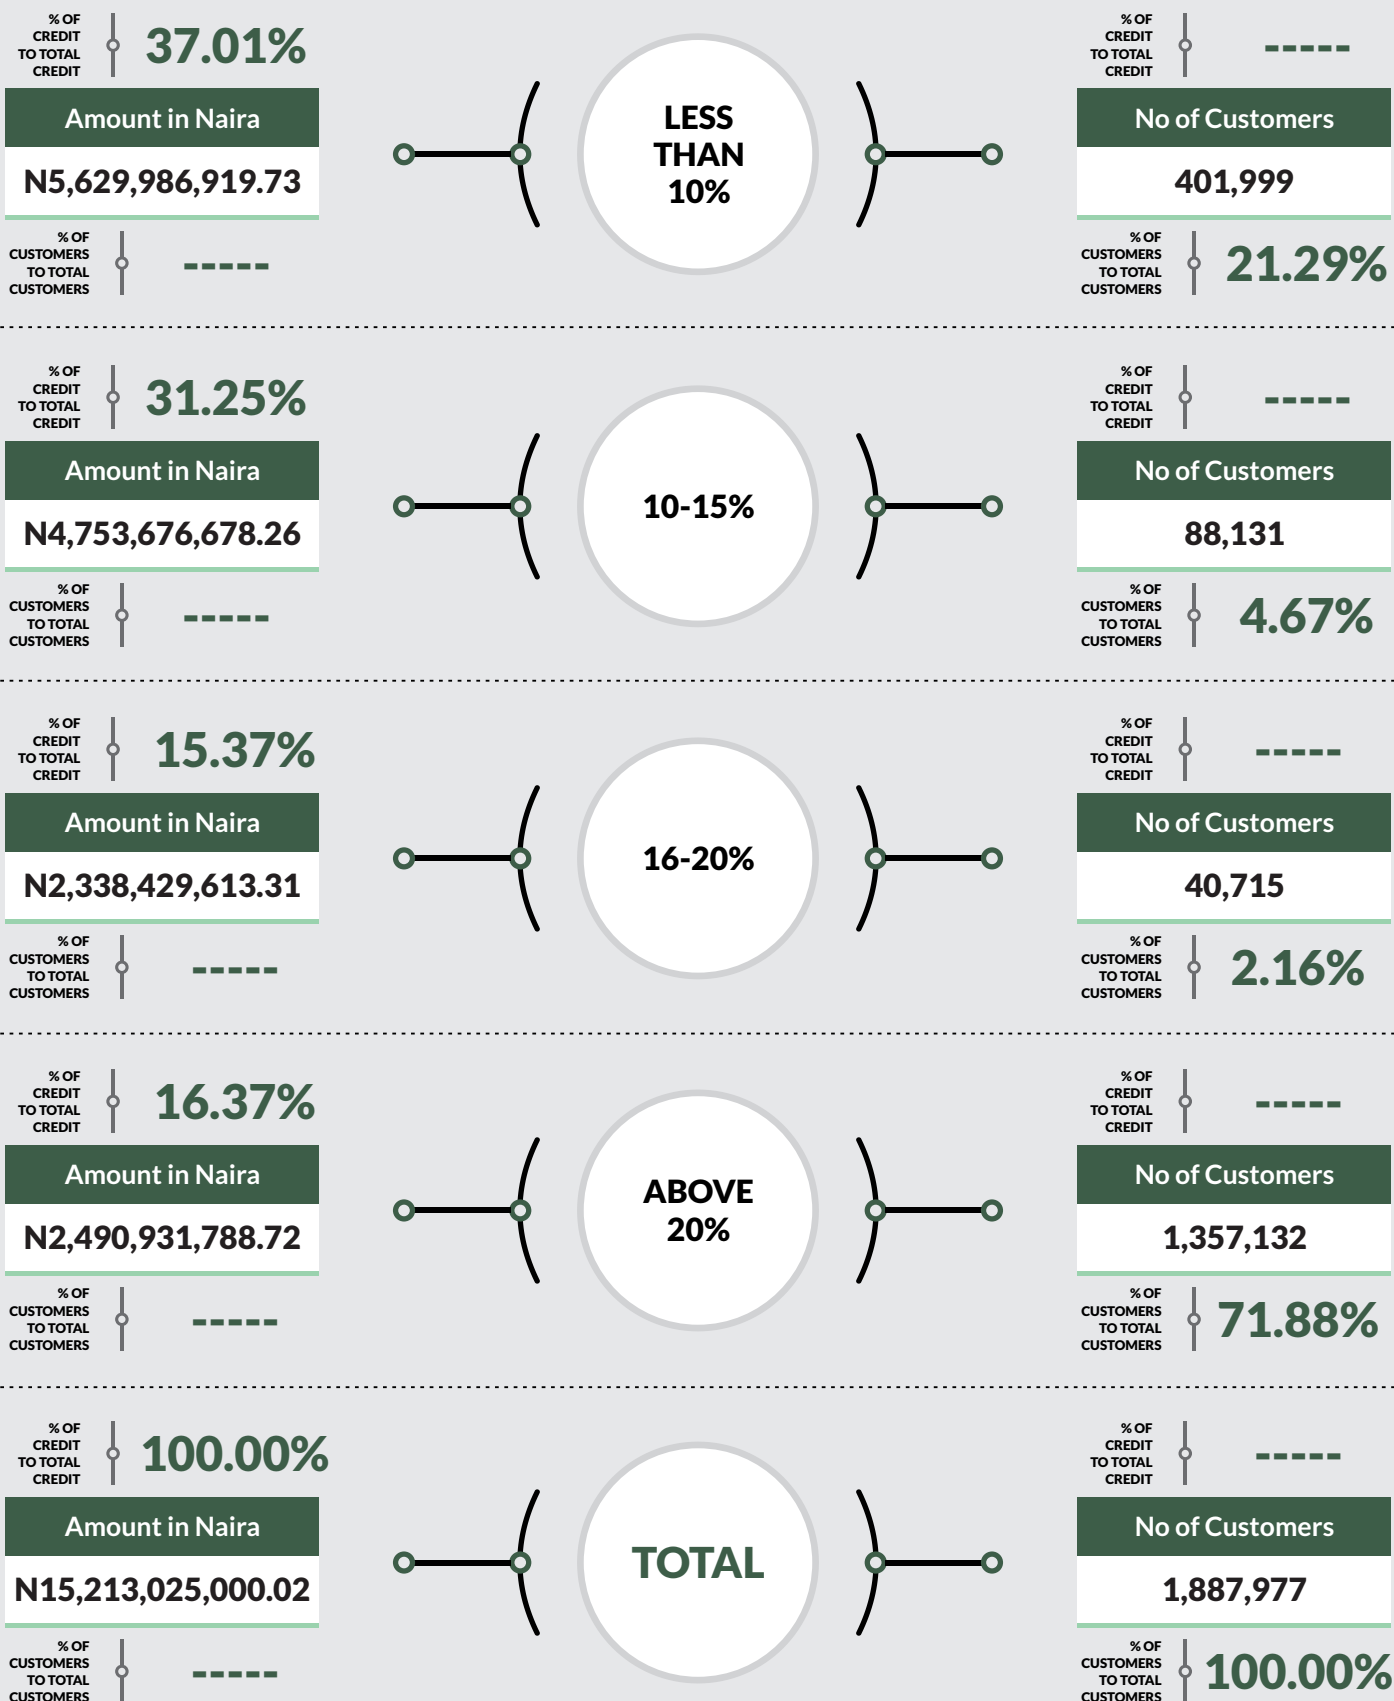 % OF
CREDIT
TO TOTAL
CREDIT
37.01%
Amount in Naira
N5,629,986,919.73
% OF
CUSTOMERS
TO TOTAL
CUSTOMERS
-----
LESS
THAN
10%
% OF
CREDIT
TO TOTAL
CREDIT
-----
No of Customers
401,999
% OF
CUSTOMERS
TO TOTAL
CUSTOMERS
21.29%
% OF
CREDIT
TO TOTAL
CREDIT
31.25%
Amount in Naira
N4,753,676,678.26
% OF
CUSTOMERS
TO TOTAL
CUSTOMERS
-----
10-15%
% OF
CREDIT
TO TOTAL
CREDIT
-----
No of Customers
88,131
% OF
CUSTOMERS
TO TOTAL
CUSTOMERS
4.67%
% OF
CREDIT
TO TOTAL
CREDIT
15.37%
Amount in Naira
N2,338,429,613.31
% OF
CUSTOMERS
TO TOTAL
CUSTOMERS
-----
16-20%
% OF
CREDIT
TO TOTAL
CREDIT
-----
No of Customers
40,715
% OF
CUSTOMERS
TO TOTAL
CUSTOMERS
2.16%
% OF
CREDIT
TO TOTAL
CREDIT
16.37%
Amount in Naira
N2,490,931,788.72
% OF
CUSTOMERS
TO TOTAL
CUSTOMERS
-----
ABOVE
20%
% OF
CREDIT
TO TOTAL
CREDIT
-----
No of Customers
1,357,132
% OF
CUSTOMERS
TO TOTAL
CUSTOMERS
71.88%
% OF
CREDIT
TO TOTAL
CREDIT
100.00%
Amount in Naira
N15,213,025,000.02
% OF
CUSTOMERS
TO TOTAL
CUSTOMERS
-----
TOTAL
% OF
CREDIT
TO TOTAL
CREDIT
-----
No of Customers
1,887,977
% OF
CUSTOMERS
TO TOTAL
CUSTOMERS
100.00%